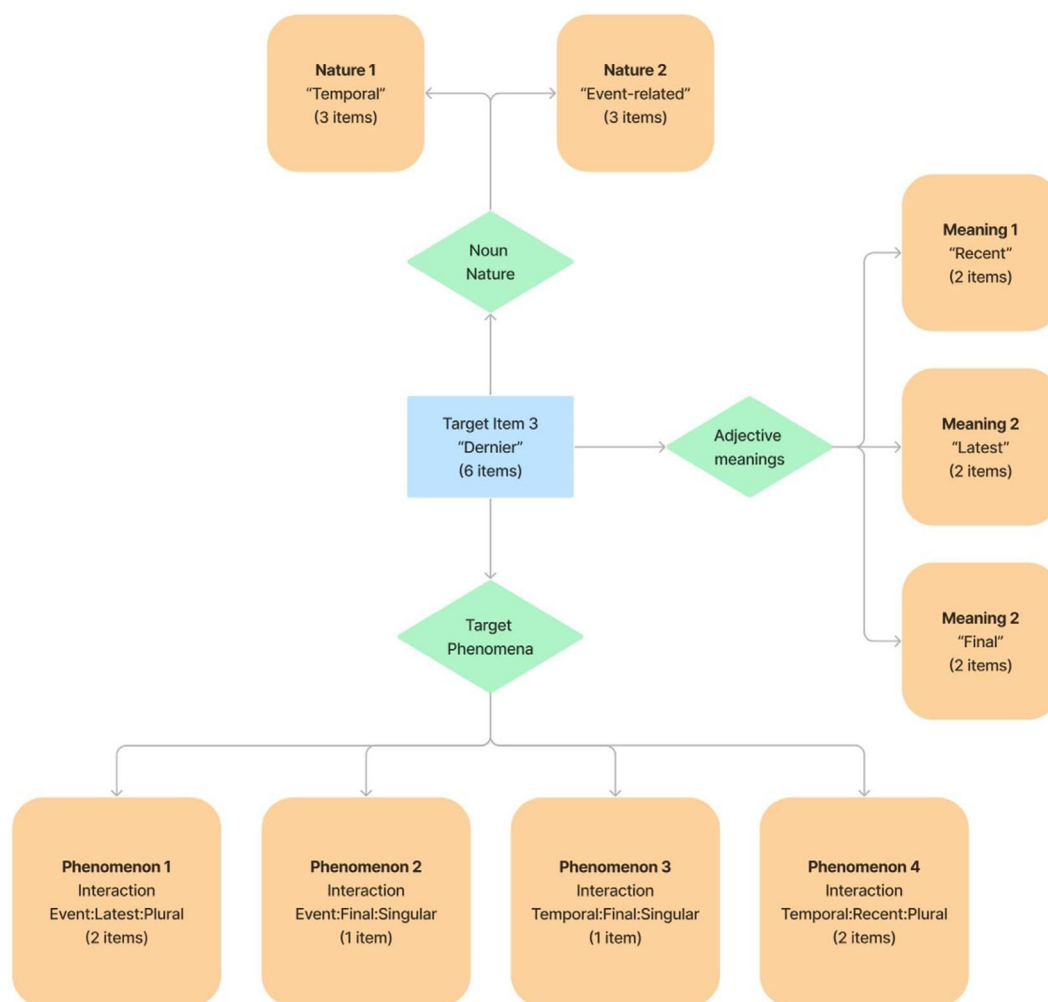 Nature 1
“Temporal”
(3 items)
Nature 2
“Event-related”
(3 items)
Noun
Nature
Meaning 1
“Recent”
(2 items)
Target Item 3
“Dernier”
(6 items)
Adjective
meanings
Meaning 2
“Latest”
(2 items)
Meaning 2
“Final”
(2 items)
Target
Phenomena
Phenomenon 1
Interaction
Event:Latest:Plural
(2 items)
Phenomenon 2
Interaction
Event:Final:Singular
(1 item)
Phenomenon 3
Interaction
Temporal:Final:Singular
(1 item)
Phenomenon 4
Interaction
Temporal:Recent:Plural
(2 items)